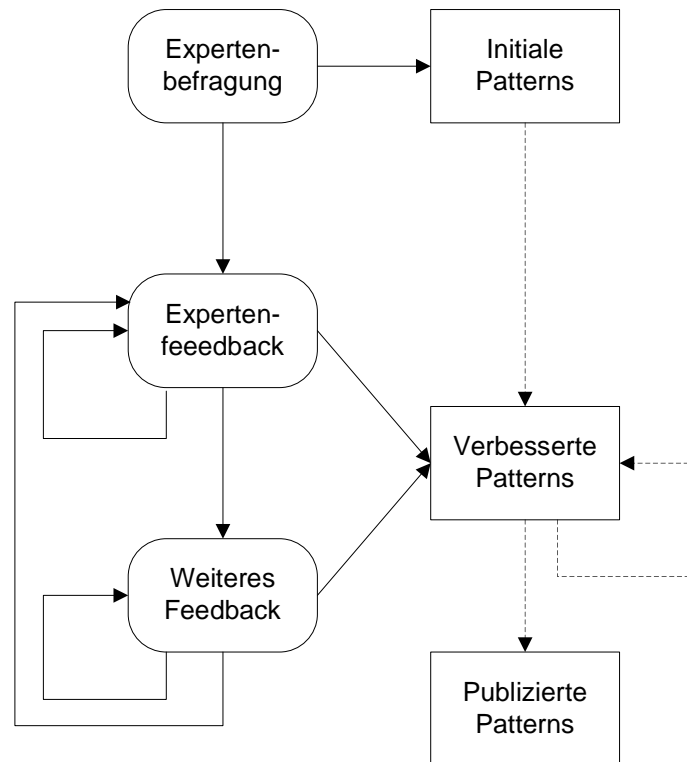 Experten-
befragung
Initiale
Patterns
Experten-
feeedback
Verbesserte
Patterns
Weiteres
Feedback
Publizierte
Patterns